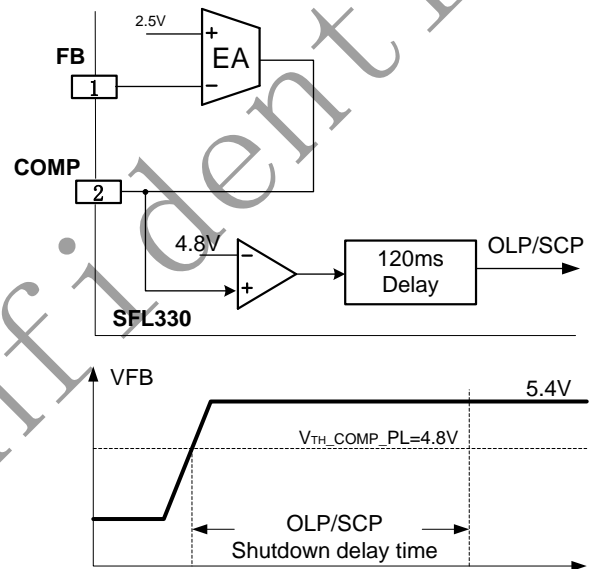 2.5V
+
EA
FB
1
−
COMP
2
4.8V
−
+
120ms
Delay
OLP/SCP
SFL330
VFB
5.4V
VTH_COMP_PL=4.8V
OLP/SCP
Shutdown delay time
nfident